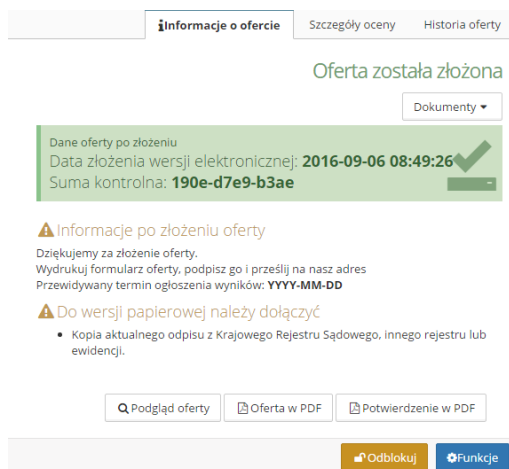 Informacje o ofercie Szczegóły oceny Historia oferty
Oferta została złożona
Dokumenty
Dane oferty po złożeniu
Data złożenia wersji elektronicznej: 2016-09-06 08:49:26
Suma kontrolna: 190e-d7e9-b3ae
Informacje po złożeniu oferty
Dziękujemy za złożenie oferty.
Wydrukuj formularz oferty, podpisz go i prześlij na nasz adres
Przewidywany termin ogłoszenia wyników: YYYY-MM-DD
Do wersji papierowej należy dołączyć
• Kopia aktualnego odpisu z Krajowego Rejestru Sądowego, innego rejestru lub
ewidencji.
Podgląd oferty Oferta w PDF Potwierdzenie w PDF
Odblokuj Funkcje